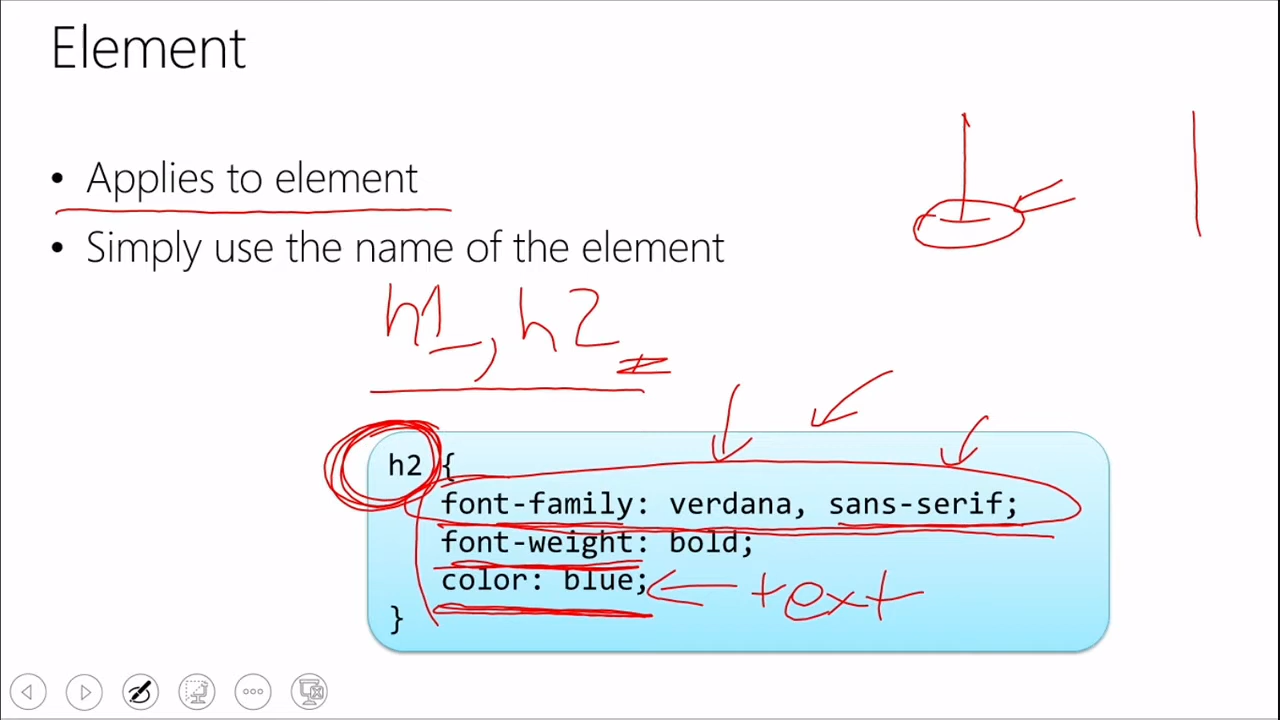 Element
• Applies to element
• Simply use the name of the element
h1, h2
h2 {
font-family: verdana, sans-serif;
font-weight: bold;
color: blue; text
}